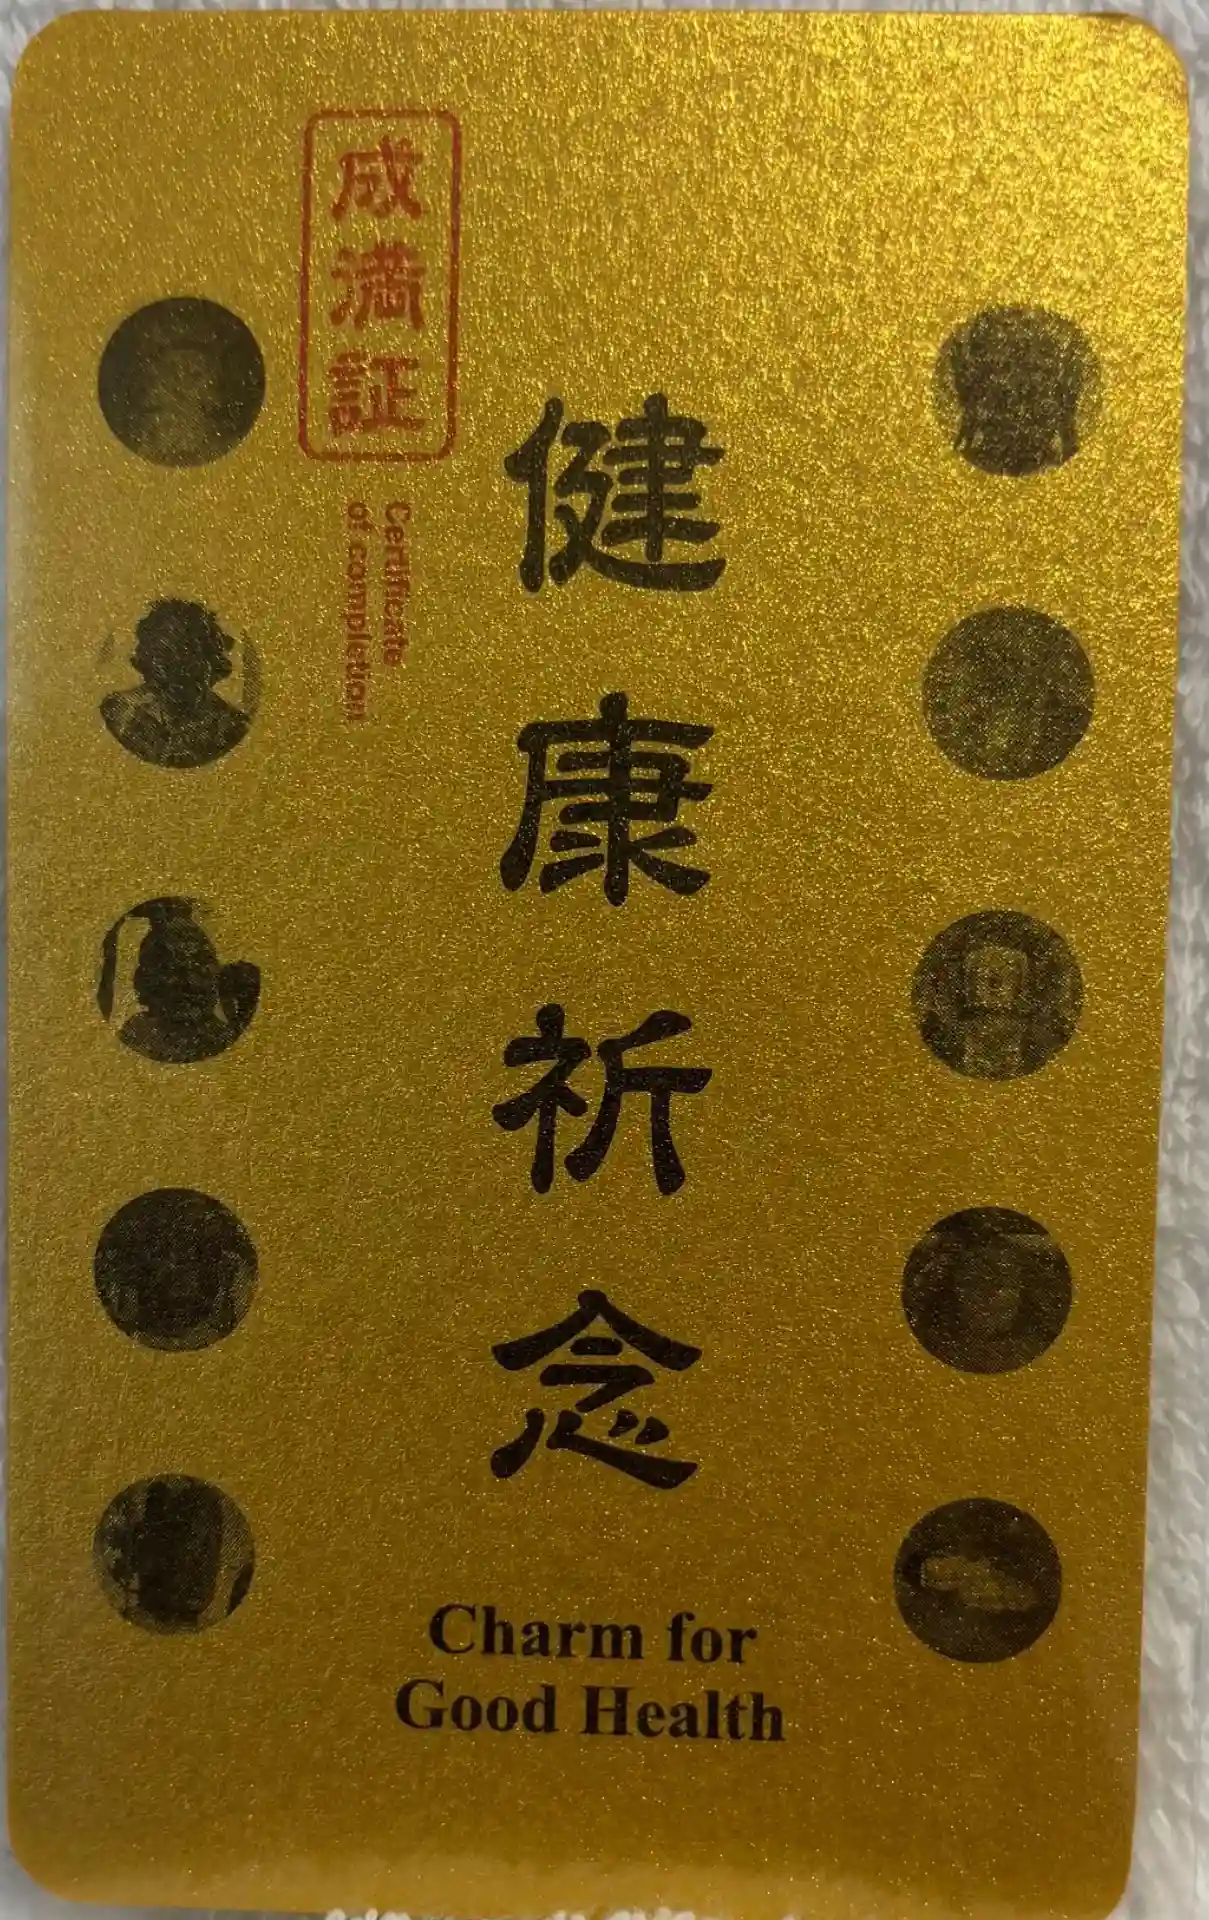 成満証
Certificate
of completion
健康祈念
Charm for
Good Health